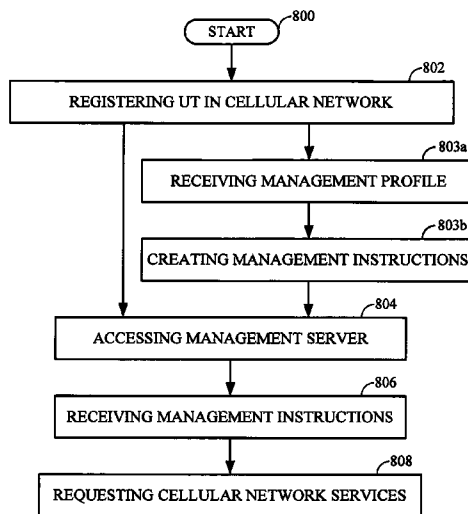 START
800
802
REGISTERING UT IN CELLULAR NETWORK
803a
RECEIVING MANAGEMENT PROFILE
803b
CREATING MANAGEMENT INSTRUCTIONS
804
ACCESSING MANAGEMENT SERVER
806
RECEIVING MANAGEMENT INSTRUCTIONS
808
REQUESTING CELLULAR NETWORK SERVICES